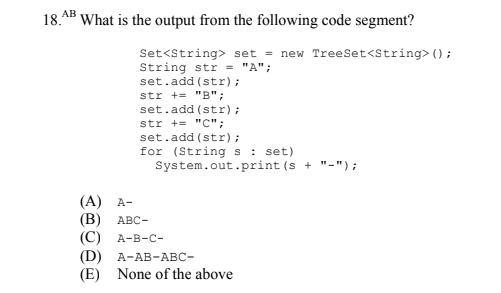 18.AB What is the output from the following code segment?
Set<String> set = new TreeSet<String>();
String str = "A";
set.add(str);
str += "B";
set.add(str);
str += "C";
set.add(str);
for (String s : set)
System.out.print(s + "-");
(A) A-
(B) ABC-
(C) A-B-C-
(D) A-AB-ABC-
(E) None of the above